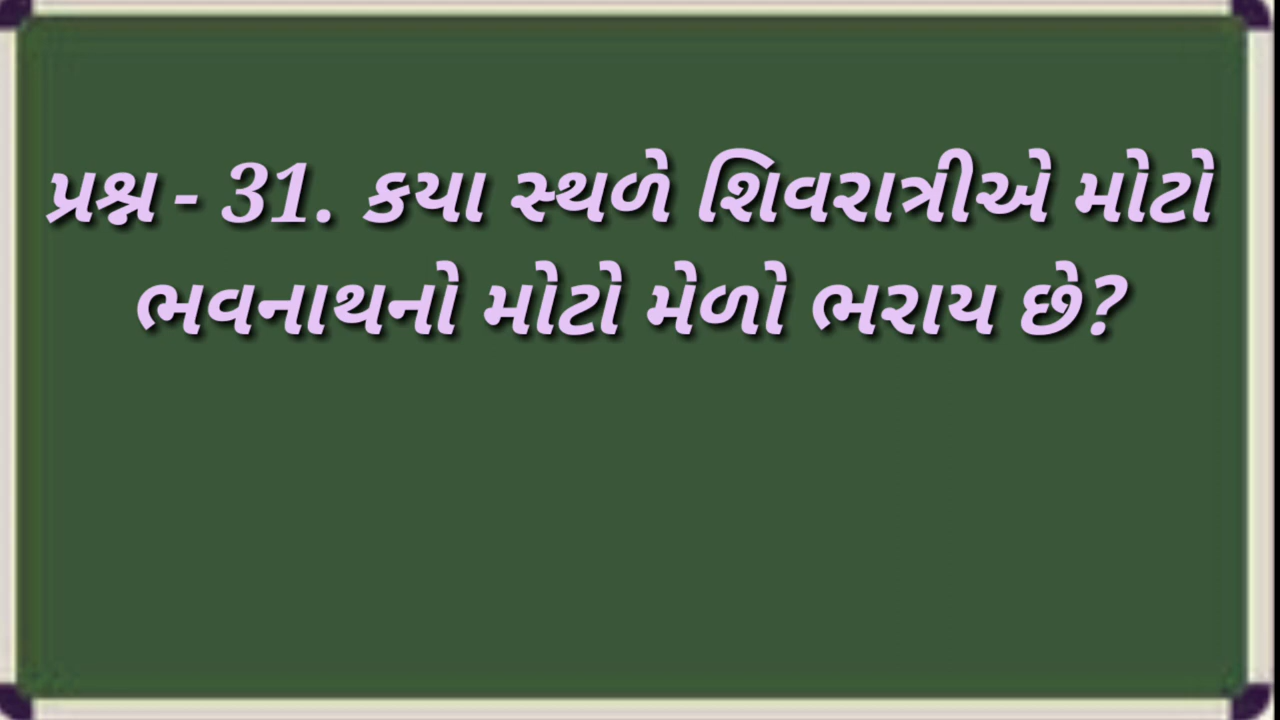 પ્રશ્ન - 31. કયા સ્થળે શિવરાત્રીએ મોટો
ભવનાથનો મોટો મેળો ભરાય છે?